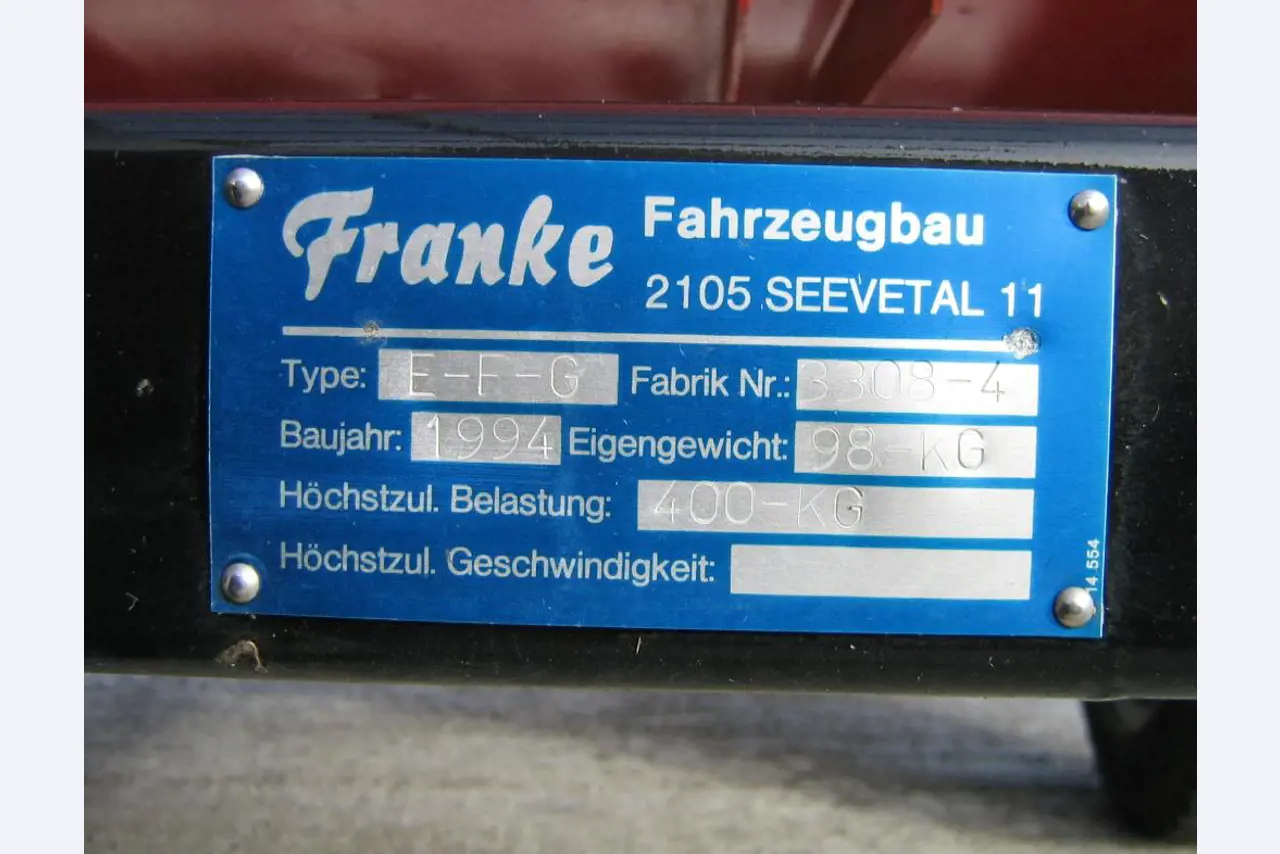 Franke Fahrzeugbau
2105 SEEVETAL 11
Type: E-F-G Fabrik Nr.: 3308-4
Baujahr: 1994 Eigengewicht: 98-KG
Höchstzul. Belastung: 400-KG
Höchstzul. Geschwindigkeit:
14 554